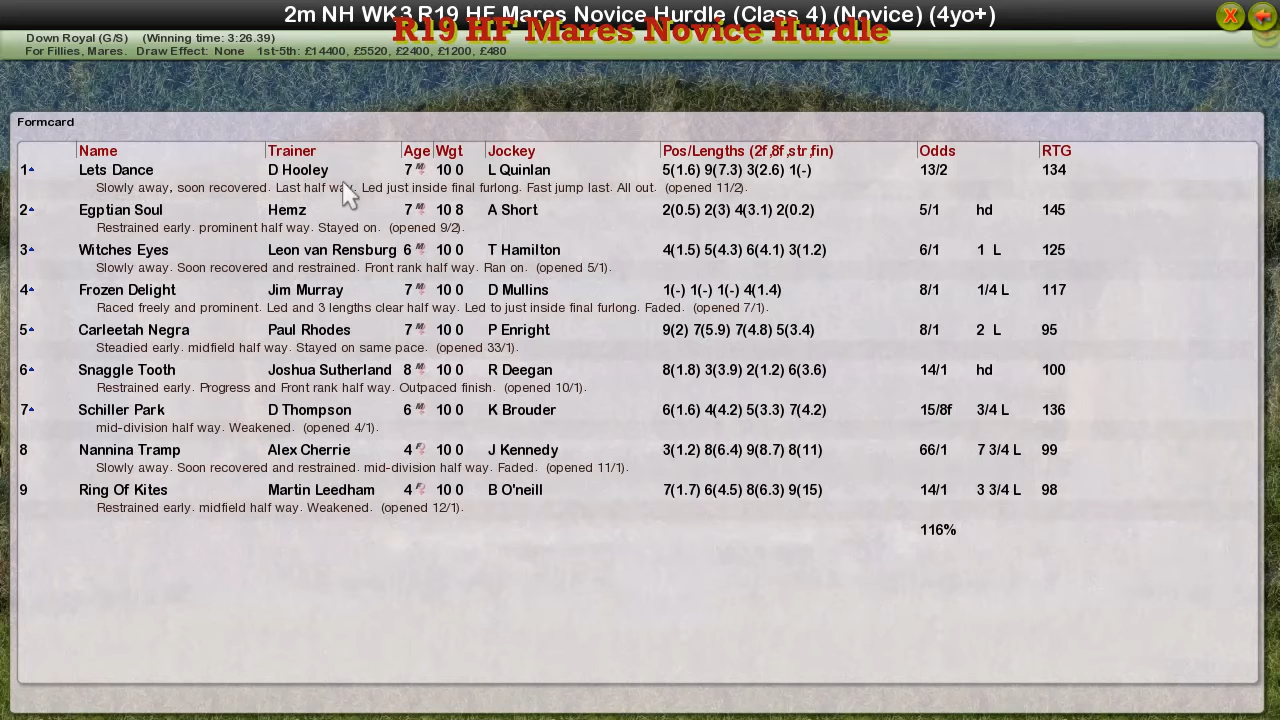 2m NH WK3 R19 HF Mares Novice Hurdle (Class 4) (Novice) (4yo+)
R19 HF Mares Novice Hurdle
Down Royal (G/S) (Winning time: 3:26.39)
For Fillies, Mares. Draw Effect: None 1st-5th: £14400, £5520, £2400, £1200, £480
Formcard
Name Trainer Age Wgt Jockey Pos/Lengths (2f,8f,str,fin) Odds RTG
1 Lets Dance D Hooley 7 M 10 0 L Quinlan 5(1.6) 9(7.3) 3(2.6) 1(-) 13/2 134
Slowly away, soon recovered. Last half way. Led just inside final furlong. Fast jump last. All out. (opened 11/2).
2 Egptian Soul Hemz 7 M 10 8 A Short 2(0.5) 2(3) 4(3.1) 2(0.2) 5/1 hd 145
Restrained early. prominent half way. Stayed on. (opened 9/2).
3 Witches Eyes Leon van Rensburg 6 M 10 0 T Hamilton 4(1.5) 5(4.3) 6(4.1) 3(1.2) 6/1 1 L 125
Slowly away. Soon recovered and restrained. Front rank half way. Ran on. (opened 5/1).
4 Frozen Delight Jim Murray 7 M 10 0 D Mullins 1(-) 1(-) 1(-) 4(1.4) 8/1 1/4 L 117
Raced freely and prominent. Led and 3 lengths clear half way. Led to just inside final furlong. Faded. (opened 7/1).
5 Carleetah Negra Paul Rhodes 7 M 10 0 P Enright 9(2) 7(5.9) 7(4.8) 5(3.4) 8/1 2 L 95
Steadied early. midfield half way. Stayed on same pace. (opened 33/1).
6 Snaggle Tooth Joshua Sutherland 8 M 10 0 R Deegan 8(1.8) 3(3.9) 2(1.2) 6(3.6) 14/1 hd 100
Restrained early. Progress and Front rank half way. Outpaced finish. (opened 10/1).
7 Schiller Park D Thompson 6 M 10 0 K Brouder 6(1.6) 4(4.2) 5(3.3) 7(4.2) 15/8f 3/4 L 136
mid-division half way. Weakened. (opened 4/1).
8 Nannina Tramp Alex Cherrie 4 F 10 0 J Kennedy 3(1.2) 8(6.4) 9(8.7) 8(11) 66/1 7 3/4 L 99
Slowly away. Soon recovered and restrained. mid-division half way. Faded. (opened 11/1).
9 Ring Of Kites Martin Leedham 4 F 10 0 B O'neill 7(1.7) 6(4.5) 8(6.3) 9(15) 14/1 3 3/4 L 98
Restrained early. midfield half way. Weakened. (opened 12/1).
116%